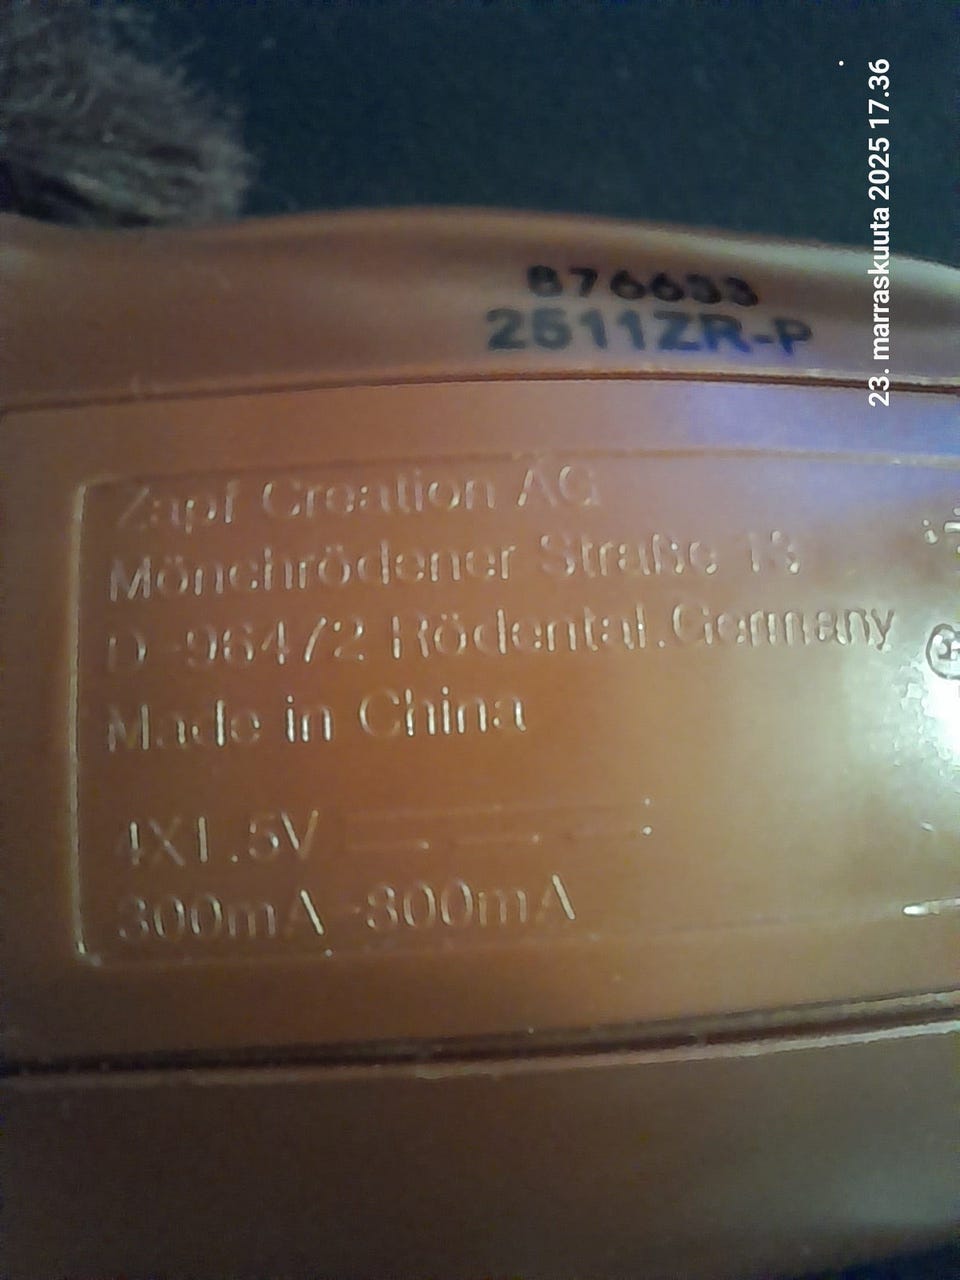 23. marraskuuta 2025 17.36
876633
2511ZR-P
Zapf Creation AG
Mönchrödener Straße 13
D-96472 Rödental.Germany
Made in China
4X1.5V
300mA-800mA